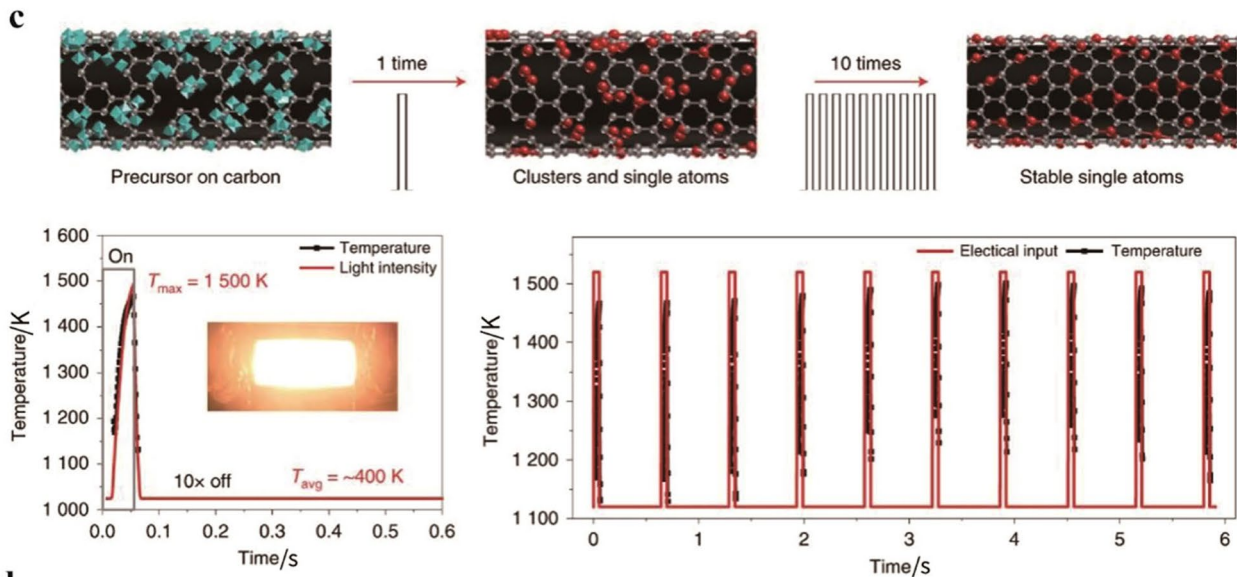 c
1 time
10 times
Precursor on carbon
Clusters and single atoms
Stable single atoms
1 600
1 500
1 400
1 300
1 200
1 100
1 000
Temperature/K
On
Temperature
Light intensity
Tmax = 1 500 K
10× off
Tavg = ~400 K
0.0 0.1 0.2 0.3 0.4 0.5 0.6
Time/s
1 500
1 400
1 300
1 200
1 100
Temperature/K
Electical input
Temperature
0 1 2 3 4 5 6
Time/s